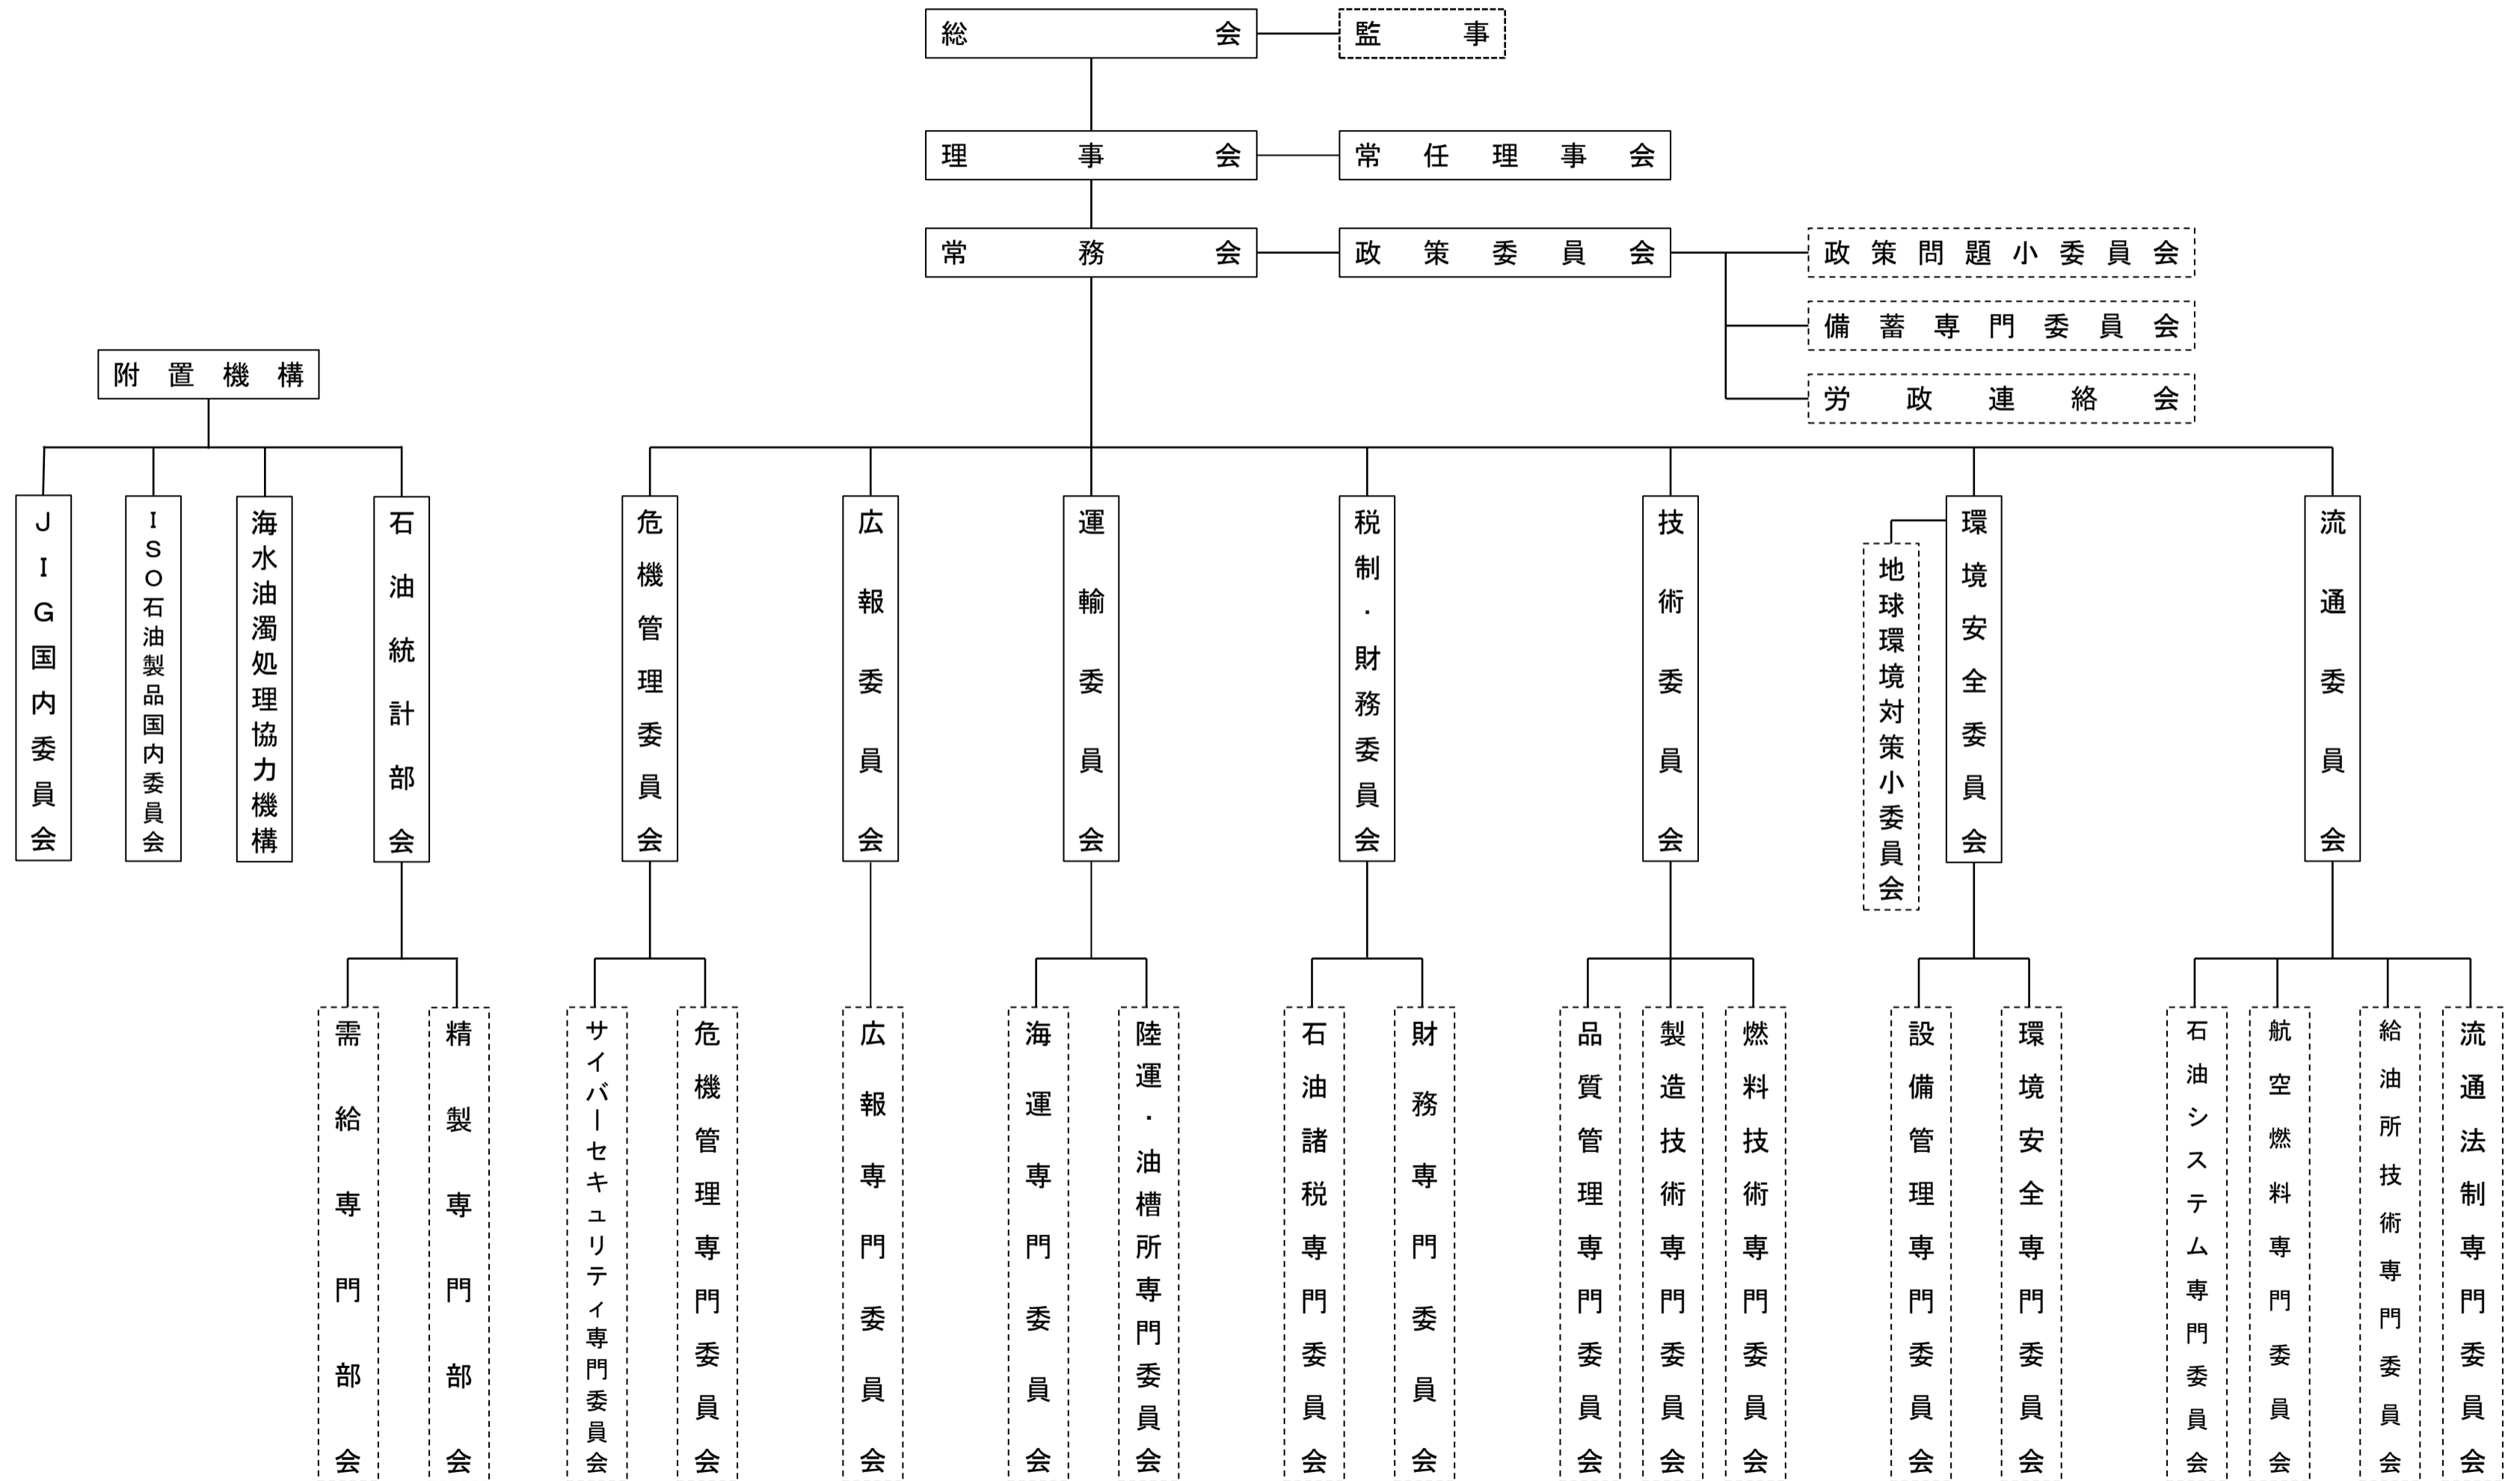 総会
監事
理事会
常任理事会
常務会
政策委員会
政策問題小委員会
備蓄専門委員会
労政連絡会
附置機構
JIG国内委員会
ISO石油製品国内委員会
海水油濁処理協力機構
石油統計部会
危機管理委員会
広報委員会
運輸委員会
税制・財務委員会
技術委員会
地球環境対策小委員会
環境安全委員会
流通委員会
需給専門部会
精製専門部会
サイバーセキュリティ専門委員会
危機管理専門委員会
広報専門委員会
海運専門委員会
陸運・油槽所専門委員会
石油諸税専門委員会
財務専門委員会
品質管理専門委員会
製造技術専門委員会
燃料技術専門委員会
設備管理専門委員会
環境安全専門委員会
石油システム専門委員会
航空燃料専門委員会
給油所技術専門委員会
流通法制専門委員会